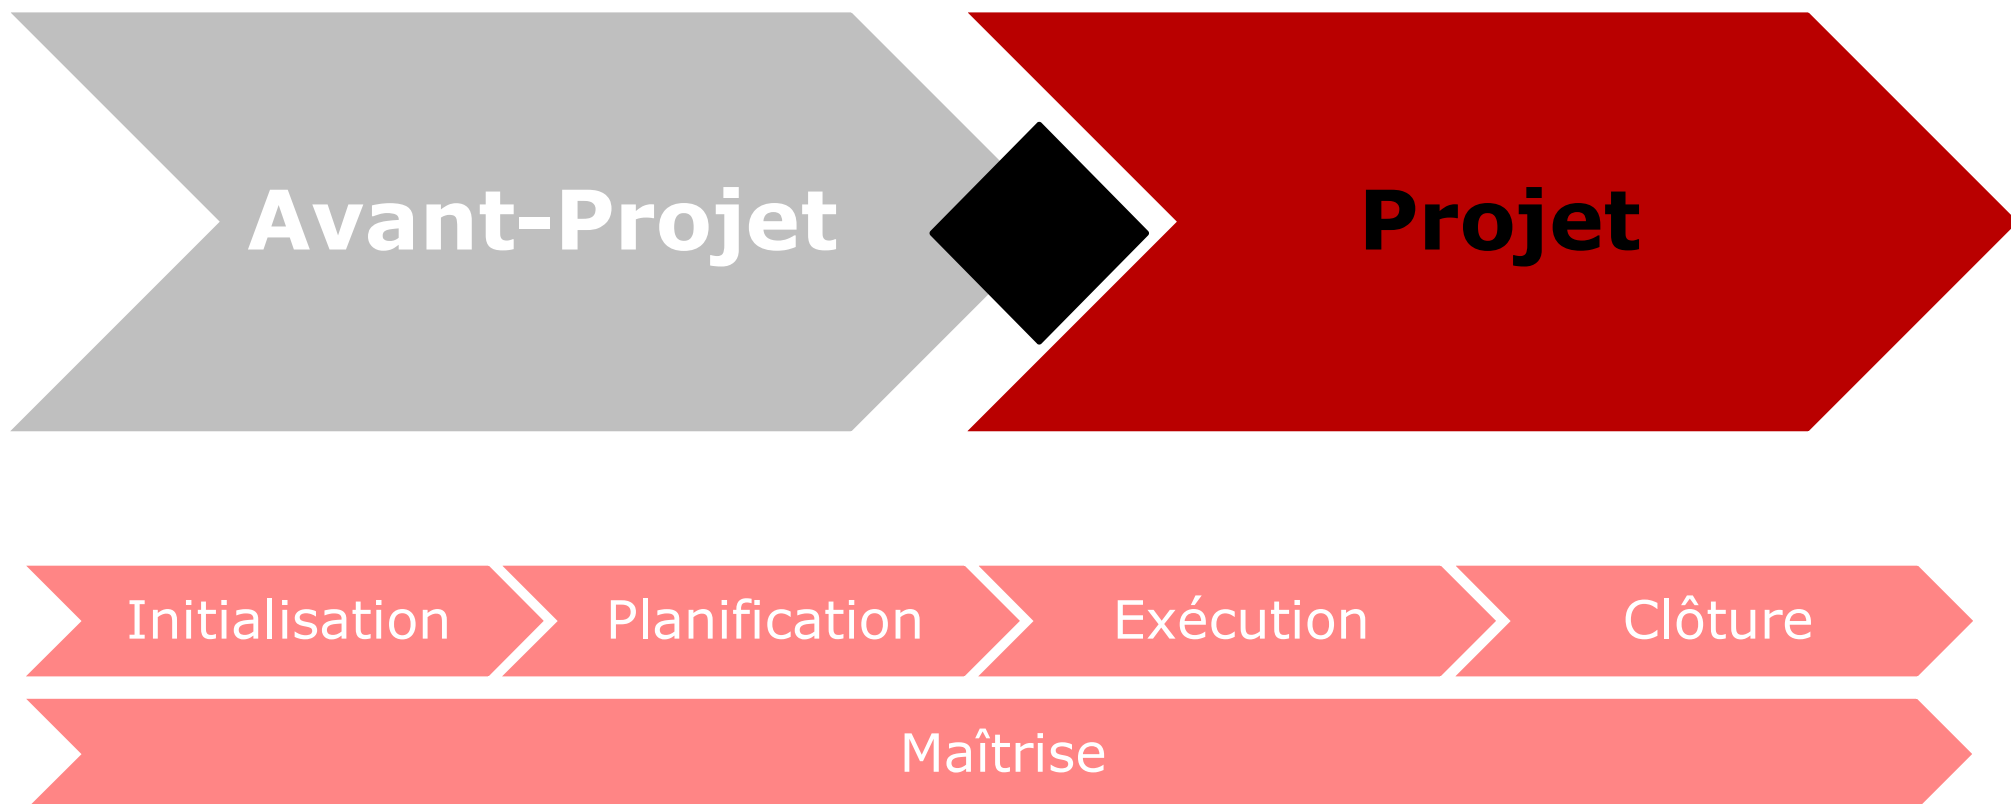 Avant-Projet
Projet
Initialisation
Planification
Exécution
Clôture
Maîtrise